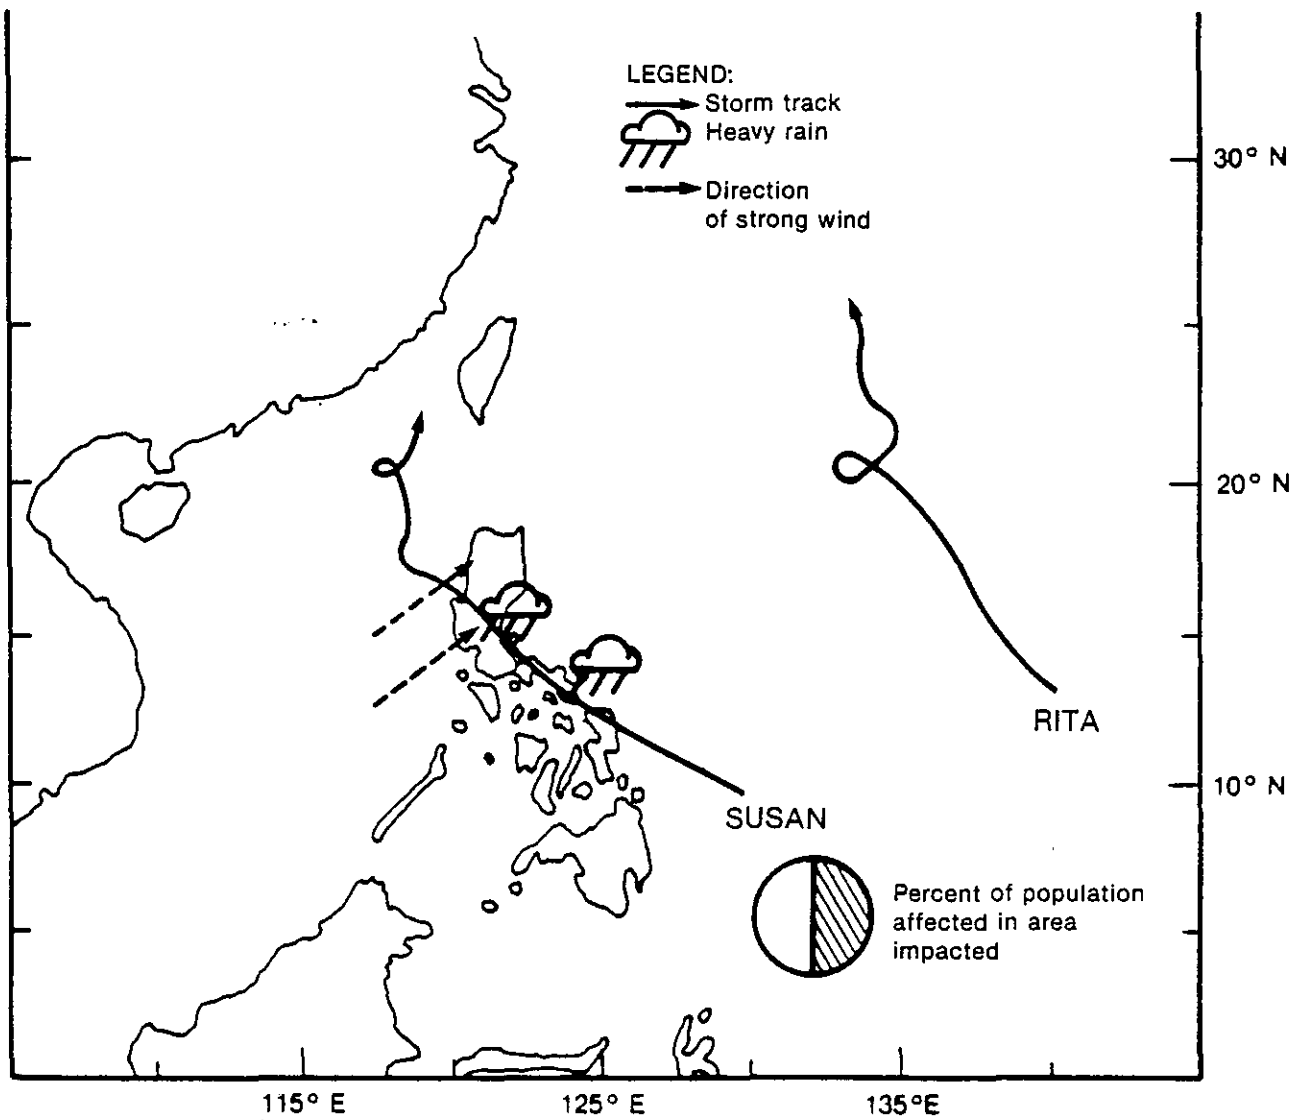 LEGEND:
Storm track
Heavy rain
Direction
of strong wind
30° N
20° N
RITA
10° N
SUSAN
Percent of population
affected in area
impacted
115° E
125° E
135°E